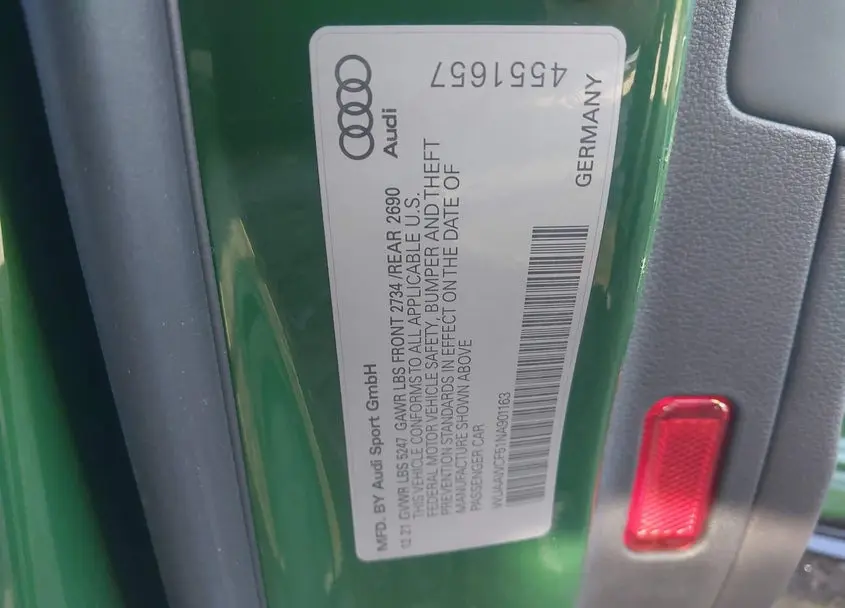 Audi
4551657
MFD. BY Audi Sport GmbH
12 21 GVWR LBS 5247 GAWR LBS FRONT 2734 /REAR 2690
THIS VEHICLE CONFORMS TO ALL APPLICABLE U.S.
FEDERAL MOTOR VEHICLE SAFETY, BUMPER AND THEFT
PREVENTION STANDARDS IN EFFECT ON THE DATE OF
MANUFACTURE SHOWN ABOVE
PASSENGER CAR
WUAAWCF51NA901163
GERMANY